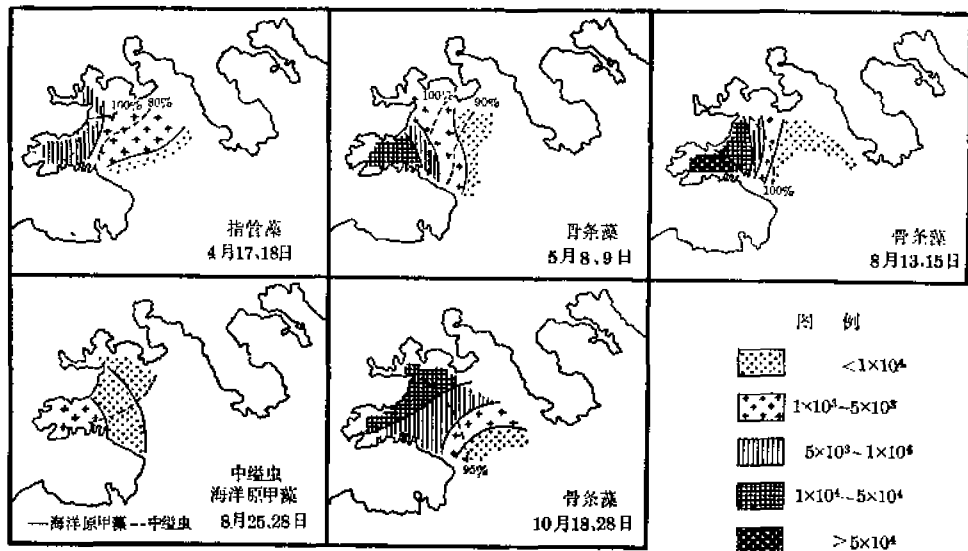 100% 80%
指管藻
4月17、18日
100% 90%
骨条藻
5月8、9日
100%
骨条藻
8月13、15日
中缢虫
海洋原甲藻
—海洋原甲藻--中缢虫 8月25、28日
95%
骨条藻
10月18、28日
图 例
1×10⁴~5×10⁴
>5×10⁴